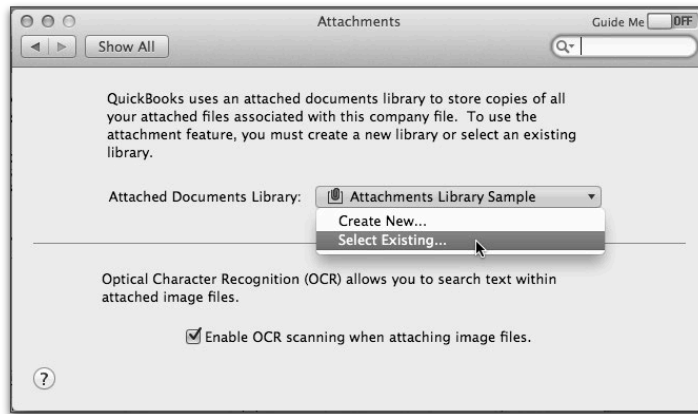 Attachments
Guide Me OFF
Show All
QuickBooks uses an attached documents library to store copies of all
your attached files associated with this company file. To use the
attachment feature, you must create a new library or select an existing
library.
Attached Documents Library: Attachments Library Sample
Create New...
Select Existing...
Optical Character Recognition (OCR) allows you to search text within
attached image files.
Enable OCR scanning when attaching image files.
?